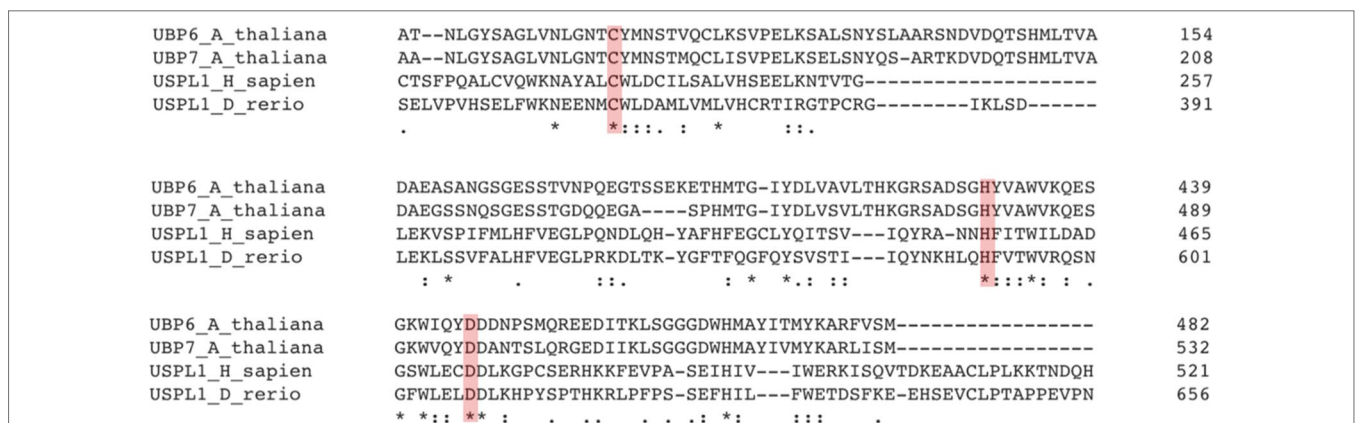 UBP6_A_thaliana AT--NLGYSAGLVNLGNTCYMNSTVQCLKSVPELKSALSNYSLAARSNDVDQTSHMLTVA 154
UBP7_A_thaliana AA--NLGYSAGLVNLGNTCYMNSTMQCLISVPELKSELSNYQS-ARTKDVDQTSHMLTVA 208
USPL1_H_sapien CTSFPQALCVQWKNAYALCWLDCILSALVHSEELKNTVTG-------------------- 257
USPL1_D_rerio SELVPVHSELFWKNEENMCWLDAMLVMLVHCRTIRGTPCRG--------IKLSD------ 391
. * *:::. : * ::.
UBP6_A_thaliana DAEASANGSGESSTVNPQEGTSSEKETHMTG-IYDLVAVLTHKGRSADSGHYVAWVKQES 439
UBP7_A_thaliana DAEGSSNQSGESSTGDQQEGA----SPHMTG-IYDLVSVLTHKGRSADSGHYVAWVKQES 489
USPL1_H_sapien LEKVSPIFMLHFVEGLPQNDLQH-YAFHFEGCLYQITSV---IQYRA-NNHFITWILDAD 465
USPL1_D_rerio LEKLSSVFALHFVEGLPRKDLTK-YGFTFQGFQYSVSTI---IQYNKHLQHFVTWVRQSN 601
: * . ::. : * *.: :: *:::*: : .
UBP6_A_thaliana GKWIQYDDDNPSMQREEDITKLSGGGDWHMAYITMYKARFVSM----------------- 482
UBP7_A_thaliana GKWVQYDDANTSLQRGEDIIKLSGGGDWHMAYIVMYKARLISM----------------- 532
USPL1_H_sapien GSWLECDDLKGPCSERHKKFEVPA-SEIHIV---IWERKISQVTDKEACLPLKKTNDQH 521
USPL1_D_rerio GFWLELDDLKHPYSPTHKRLPFPS-SEFHIL---FWETDSFKE-EHSEVCLPTAPPEVPN 656
* *:: ** : . .. . .: *: ::: .